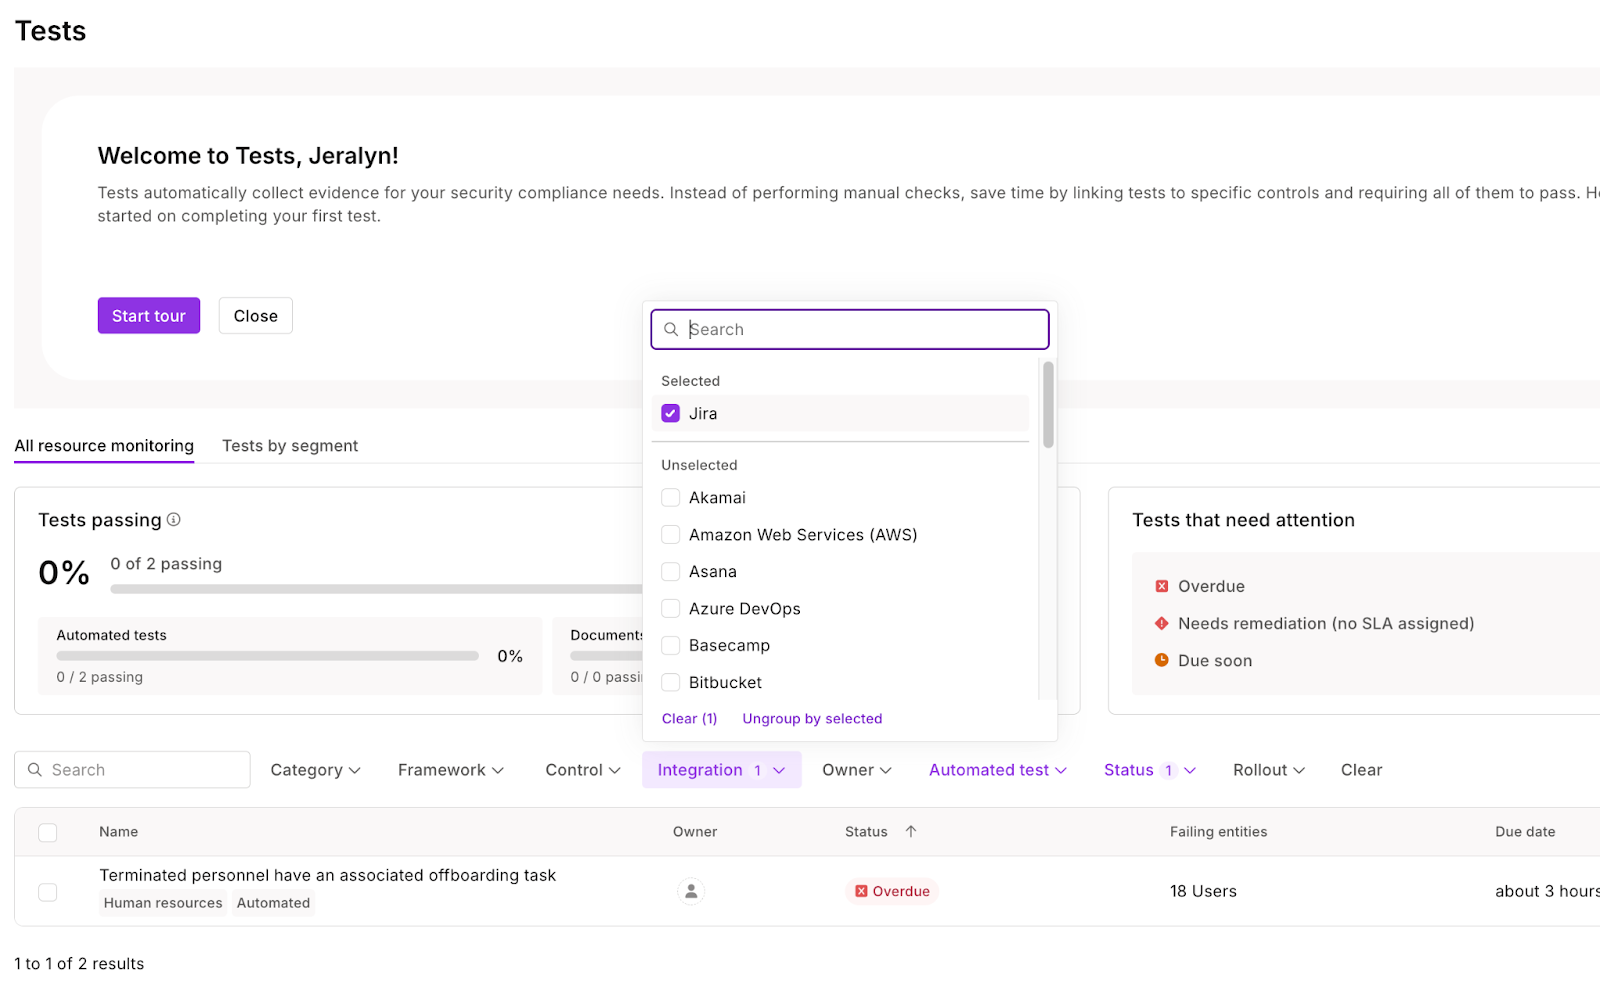 Tests
Welcome to Tests, Jeralyn!
Tests automatically collect evidence for your security compliance needs. Instead of performing manual checks, save time by linking tests to specific controls and requiring all of them to pass.
started on completing your first test.
Start tour
Close
Search
Selected
Jira
Unselected
Akamai
Amazon Web Services (AWS)
Asana
Azure DevOps
Basecamp
Bitbucket
Clear (1)
Ungroup by selected
All resource monitoring
Tests by segment
Tests passing
0%
0 of 2 passing
Automated tests
0%
0 / 2 passing
Documents
0 / 0 passi
Tests that need attention
Overdue
Needs remediation (no SLA assigned)
Due soon
Search
Category
Framework
Control
Integration 1
Owner
Automated test
Status 1
Rollout
Clear
Name
Owner
Status
Failing entities
Due date
Terminated personnel have an associated offboarding task
Human resources
Automated
Overdue
18 Users
about 3 hours
1 to 1 of 2 results